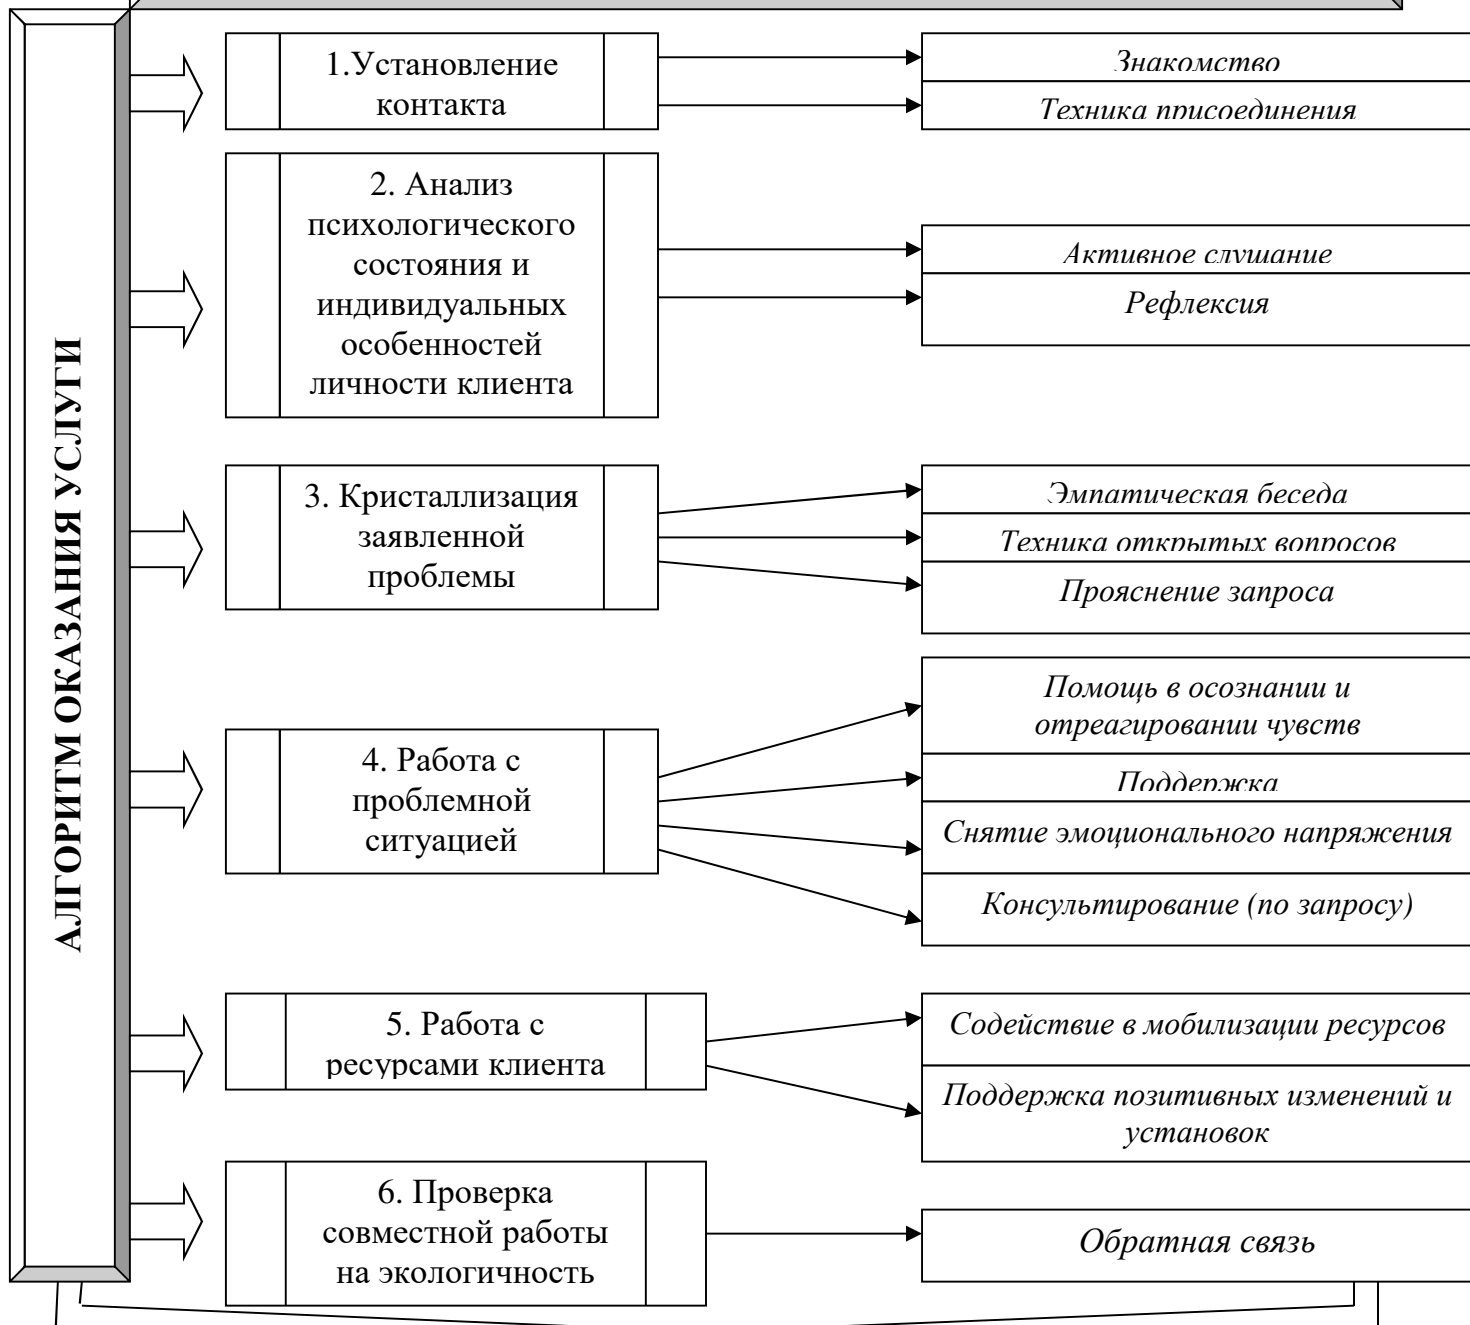 АЛГОРИТМ ОКАЗАНИЯ УСЛУГИ
1.Установление
контакта
Знакомство
Техника присоединения
2. Анализ
психологического
состояния и
индивидуальных
особенностей
личности клиента
Активное слушание
Рефлексия
3. Кристаллизация
заявленной
проблемы
Эмпатическая беседа
Техника открытых вопросов
Прояснение запроса
4. Работа с
проблемной
ситуацией
Помощь в осознании и
отреагировании чувств
Поддержка
Снятие эмоционального напряжения
Консультирование (по запросу)
5. Работа с
ресурсами клиента
Содействие в мобилизации ресурсов
Поддержка позитивных изменений и
установок
6. Проверка
совместной работы
на экологичность
Обратная связь